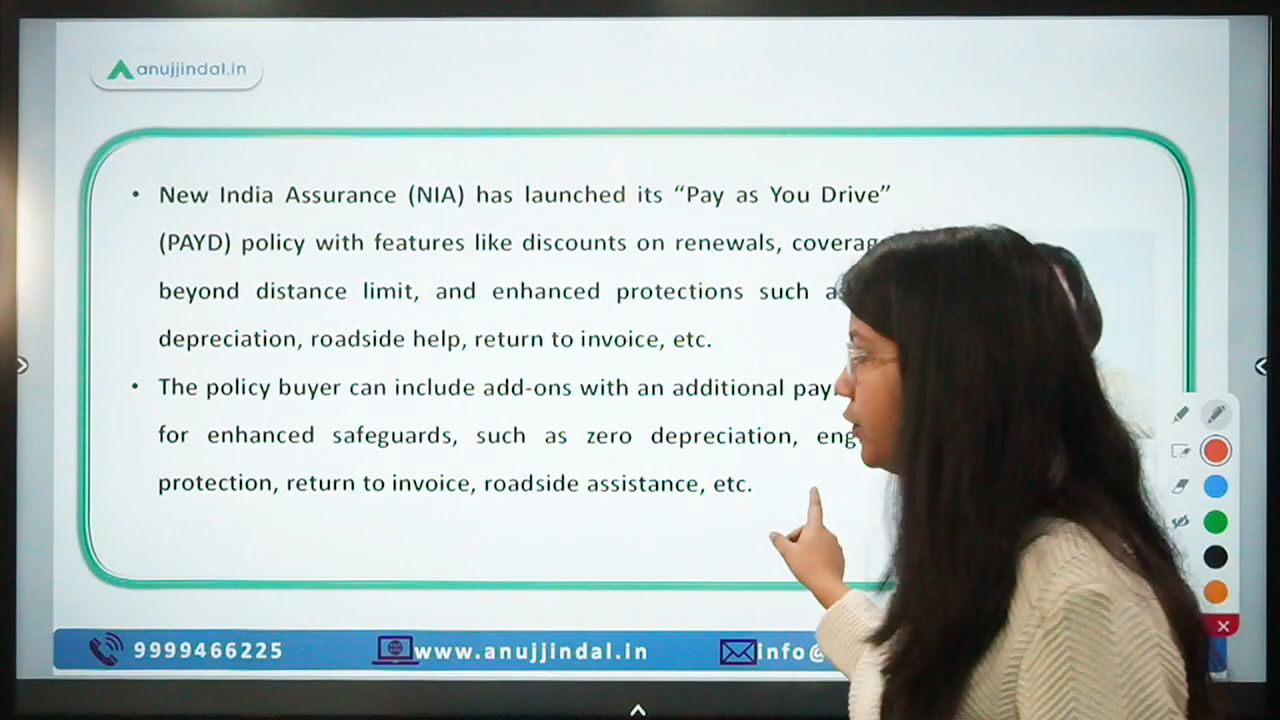 anujjindal.in
• New India Assurance (NIA) has launched its “Pay as You Drive”
(PAYD) policy with features like discounts on renewals,
beyond distance limit, and enhanced protections such
depreciation, roadside help, return to invoice, etc.
• The policy buyer can include add-ons with an additional
for enhanced safeguards, such as zero depreciation,
protection, return to invoice, roadside assistance, etc.
9999466225
www.anujjindal.in
info@